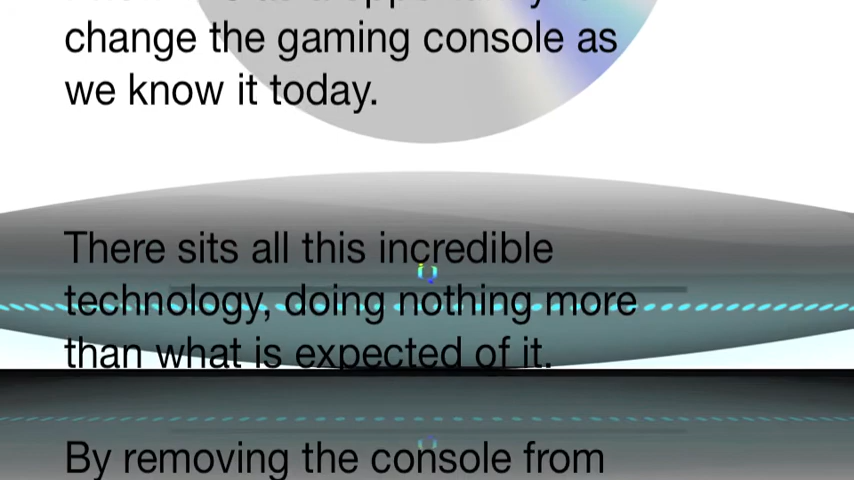 change the gaming console as
we know it today.
There sits all this incredible
technology, doing nothing more
than what is expected of it.
By removing the console from